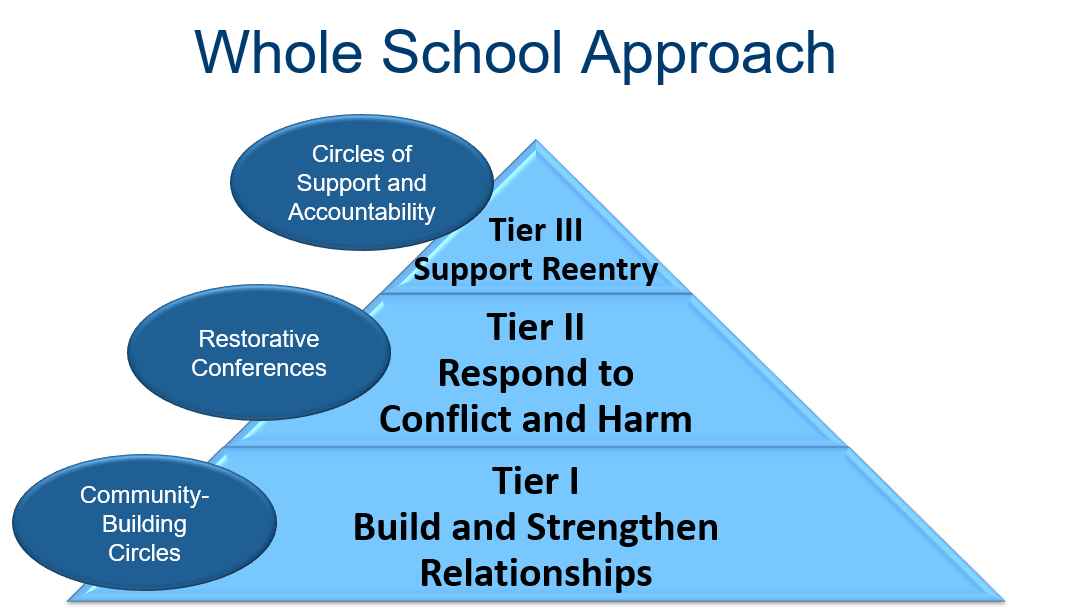 Whole School Approach
Circles of
Support and
Accountability
Tier III
Support Reentry
Restorative
Conferences
Tier II
Respond to
Conflict and Harm
Community-
Building
Circles
Tier I
Build and Strengthen
Relationships